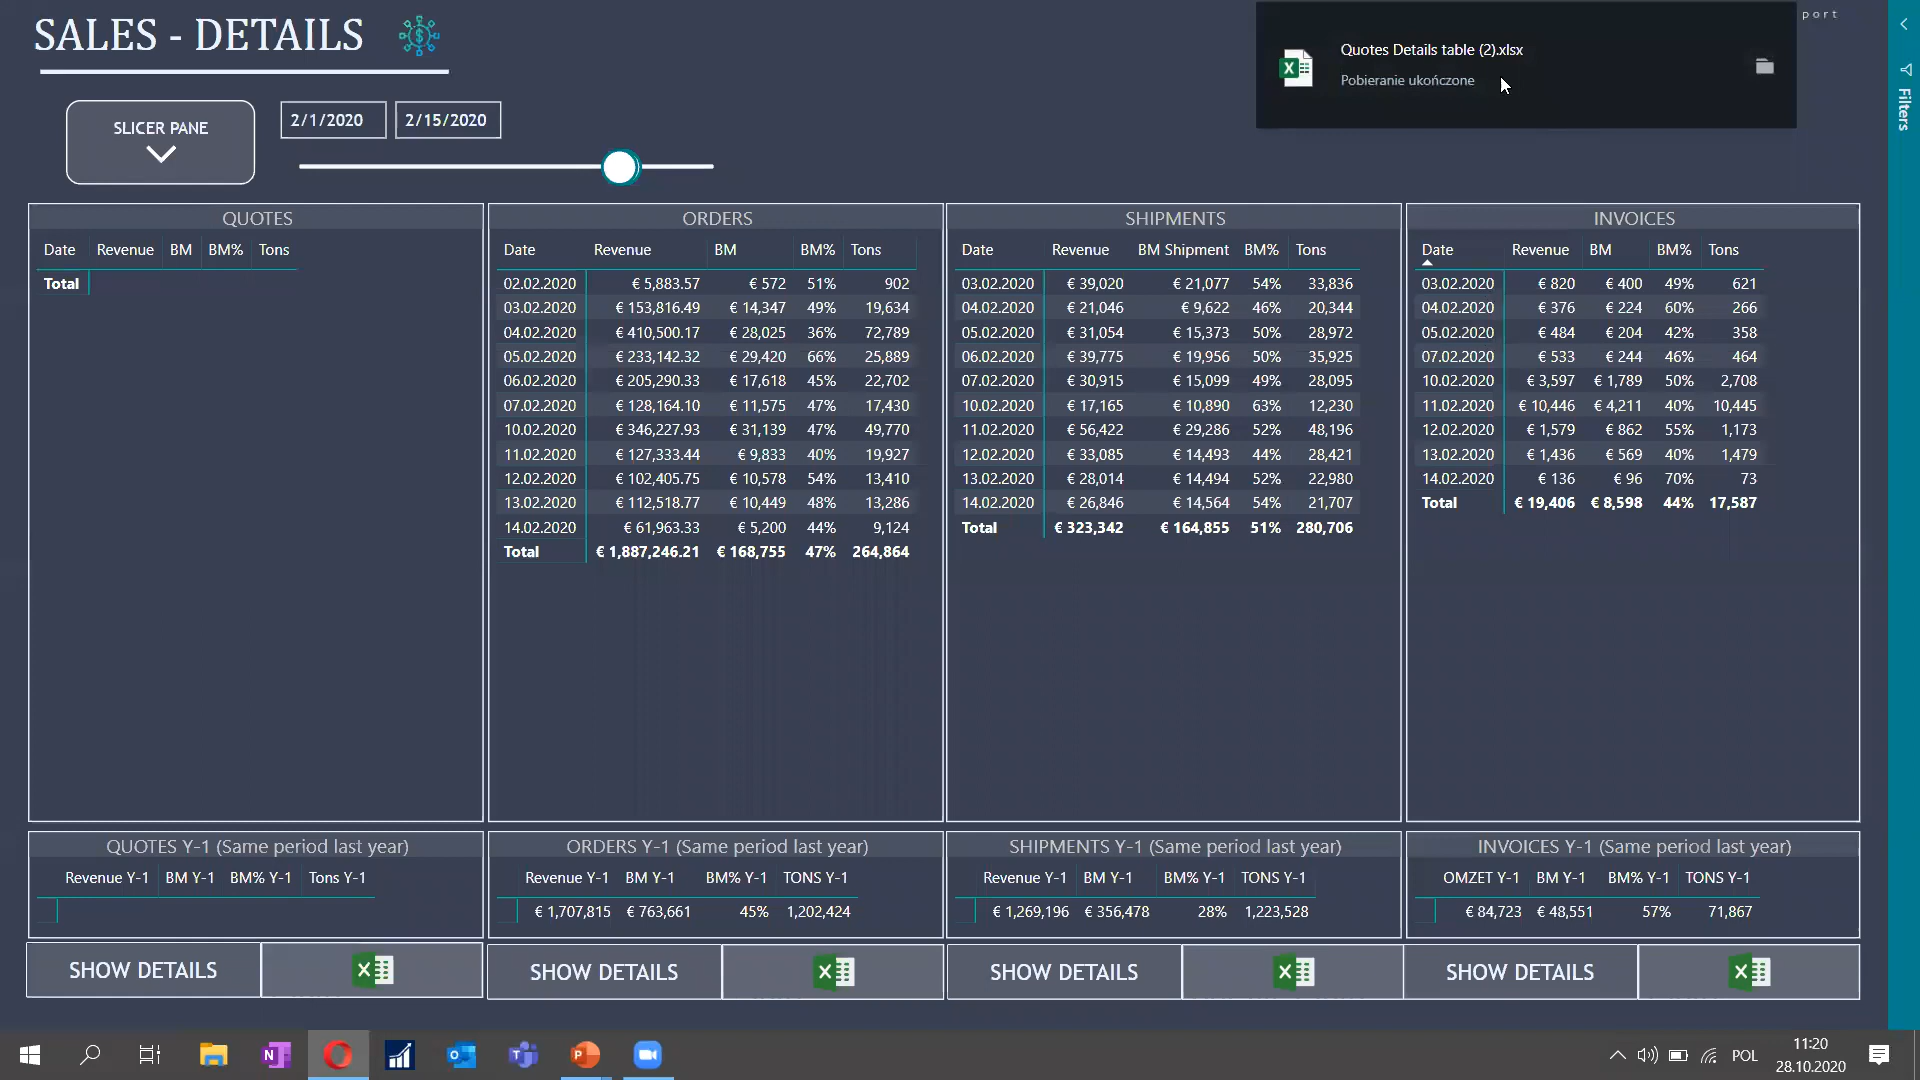 SALES - DETAILS
port
Quotes Details table (2).xlsx
Pobieranie ukończone
Filters
SLICER PANE
2/1/2020 2/15/2020
QUOTES
Date Revenue BM BM% Tons
Total
ORDERS
Date Revenue BM BM% Tons
02.02.2020 € 5,883.57 € 572 51% 902
03.02.2020 € 153,816.49 € 14,347 49% 19,634
04.02.2020 € 410,500.17 € 28,025 36% 72,789
05.02.2020 € 233,142.32 € 29,420 66% 25,889
06.02.2020 € 205,290.33 € 17,618 45% 22,702
07.02.2020 € 128,164.10 € 11,575 47% 17,430
10.02.2020 € 346,227.93 € 31,139 47% 49,770
11.02.2020 € 127,333.44 € 9,833 40% 19,927
12.02.2020 € 102,405.75 € 10,578 54% 13,410
13.02.2020 € 112,518.77 € 10,449 48% 13,286
14.02.2020 € 61,963.33 € 5,200 44% 9,124
Total € 1,887,246.21 € 168,755 47% 264,864
SHIPMENTS
Date Revenue BM Shipment BM% Tons
03.02.2020 € 39,020 € 21,077 54% 33,836
04.02.2020 € 21,046 € 9,622 46% 20,344
05.02.2020 € 31,054 € 15,373 50% 28,972
06.02.2020 € 39,775 € 19,956 50% 35,925
07.02.2020 € 30,915 € 15,099 49% 28,095
10.02.2020 € 17,165 € 10,890 63% 12,230
11.02.2020 € 56,422 € 29,286 52% 48,196
12.02.2020 € 33,085 € 14,493 44% 28,421
13.02.2020 € 28,014 € 14,494 52% 22,980
14.02.2020 € 26,846 € 14,564 54% 21,707
Total € 323,342 € 164,855 51% 280,706
INVOICES
Date Revenue BM BM% Tons
03.02.2020 € 820 € 400 49% 621
04.02.2020 € 376 € 224 60% 266
05.02.2020 € 484 € 204 42% 358
07.02.2020 € 533 € 244 46% 464
10.02.2020 € 3,597 € 1,789 50% 2,708
11.02.2020 € 10,446 € 4,211 40% 10,445
12.02.2020 € 1,579 € 862 55% 1,173
13.02.2020 € 1,436 € 569 40% 1,479
14.02.2020 € 136 € 96 70% 73
Total € 19,406 € 8,598 44% 17,587
QUOTES Y-1 (Same period last year)
Revenue Y-1 BM Y-1 BM% Y-1 Tons Y-1
ORDERS Y-1 (Same period last year)
Revenue Y-1 BM Y-1 BM% Y-1 TONS Y-1
€ 1,707,815 € 763,661 45% 1,202,424
SHIPMENTS Y-1 (Same period last year)
Revenue Y-1 BM Y-1 BM% Y-1 TONS Y-1
€ 1,269,196 € 356,478 28% 1,223,528
INVOICES Y-1 (Same period last year)
OMZET Y-1 BM Y-1 BM% Y-1 TONS Y-1
€ 84,723 € 48,551 57% 71,867
SHOW DETAILS SHOW DETAILS SHOW DETAILS SHOW DETAILS
POL
11:20
28.10.2020